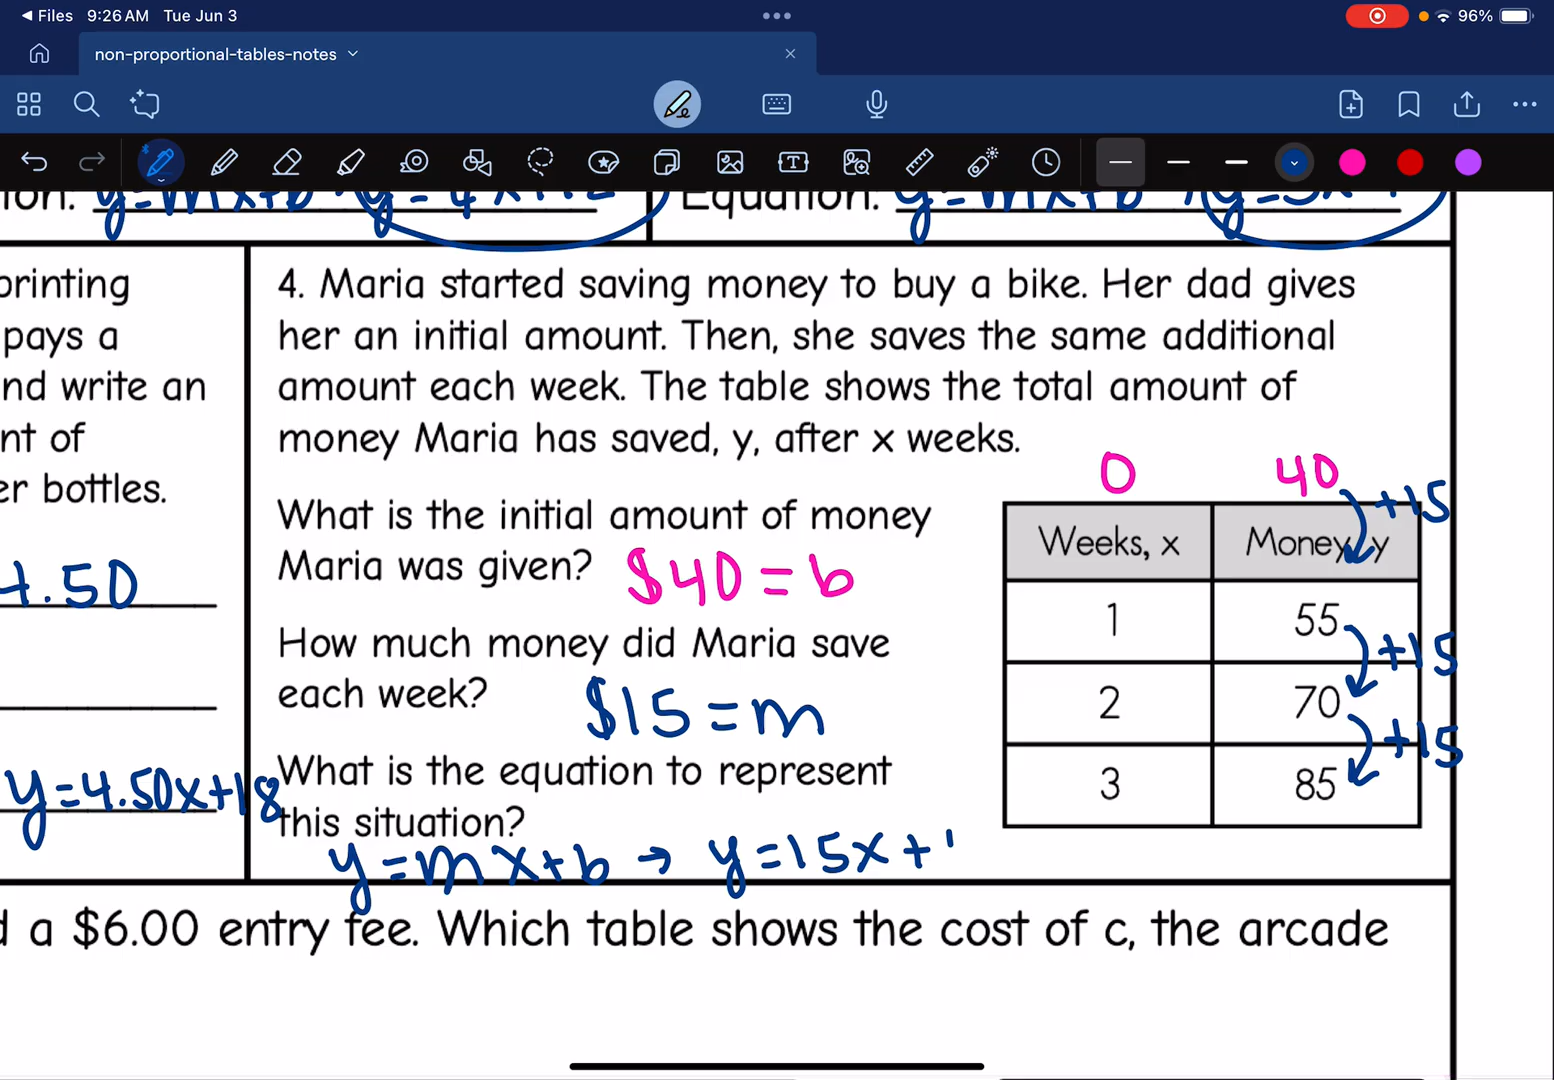 Files 9:26 AM Tue Jun 3 96%
non-proportional-tables-notes
y=mx+b
Equation: y=mx+b
printing
pays a
nd write an
nt of
er bottles.
4.50
y=4.50x+18
4. Maria started saving money to buy a bike. Her dad gives
her an initial amount. Then, she saves the same additional
amount each week. The table shows the total amount of
money Maria has saved, y, after x weeks.
What is the initial amount of money
Maria was given? $40=b
How much money did Maria save
each week? $15=m
What is the equation to represent
this situation?
y=mx+b → y=15x+
0 40 +15
Weeks, x Money, y
1 55 +15
2 70 +15
3 85
d a $6.00 entry fee. Which table shows the cost of c, the arcade